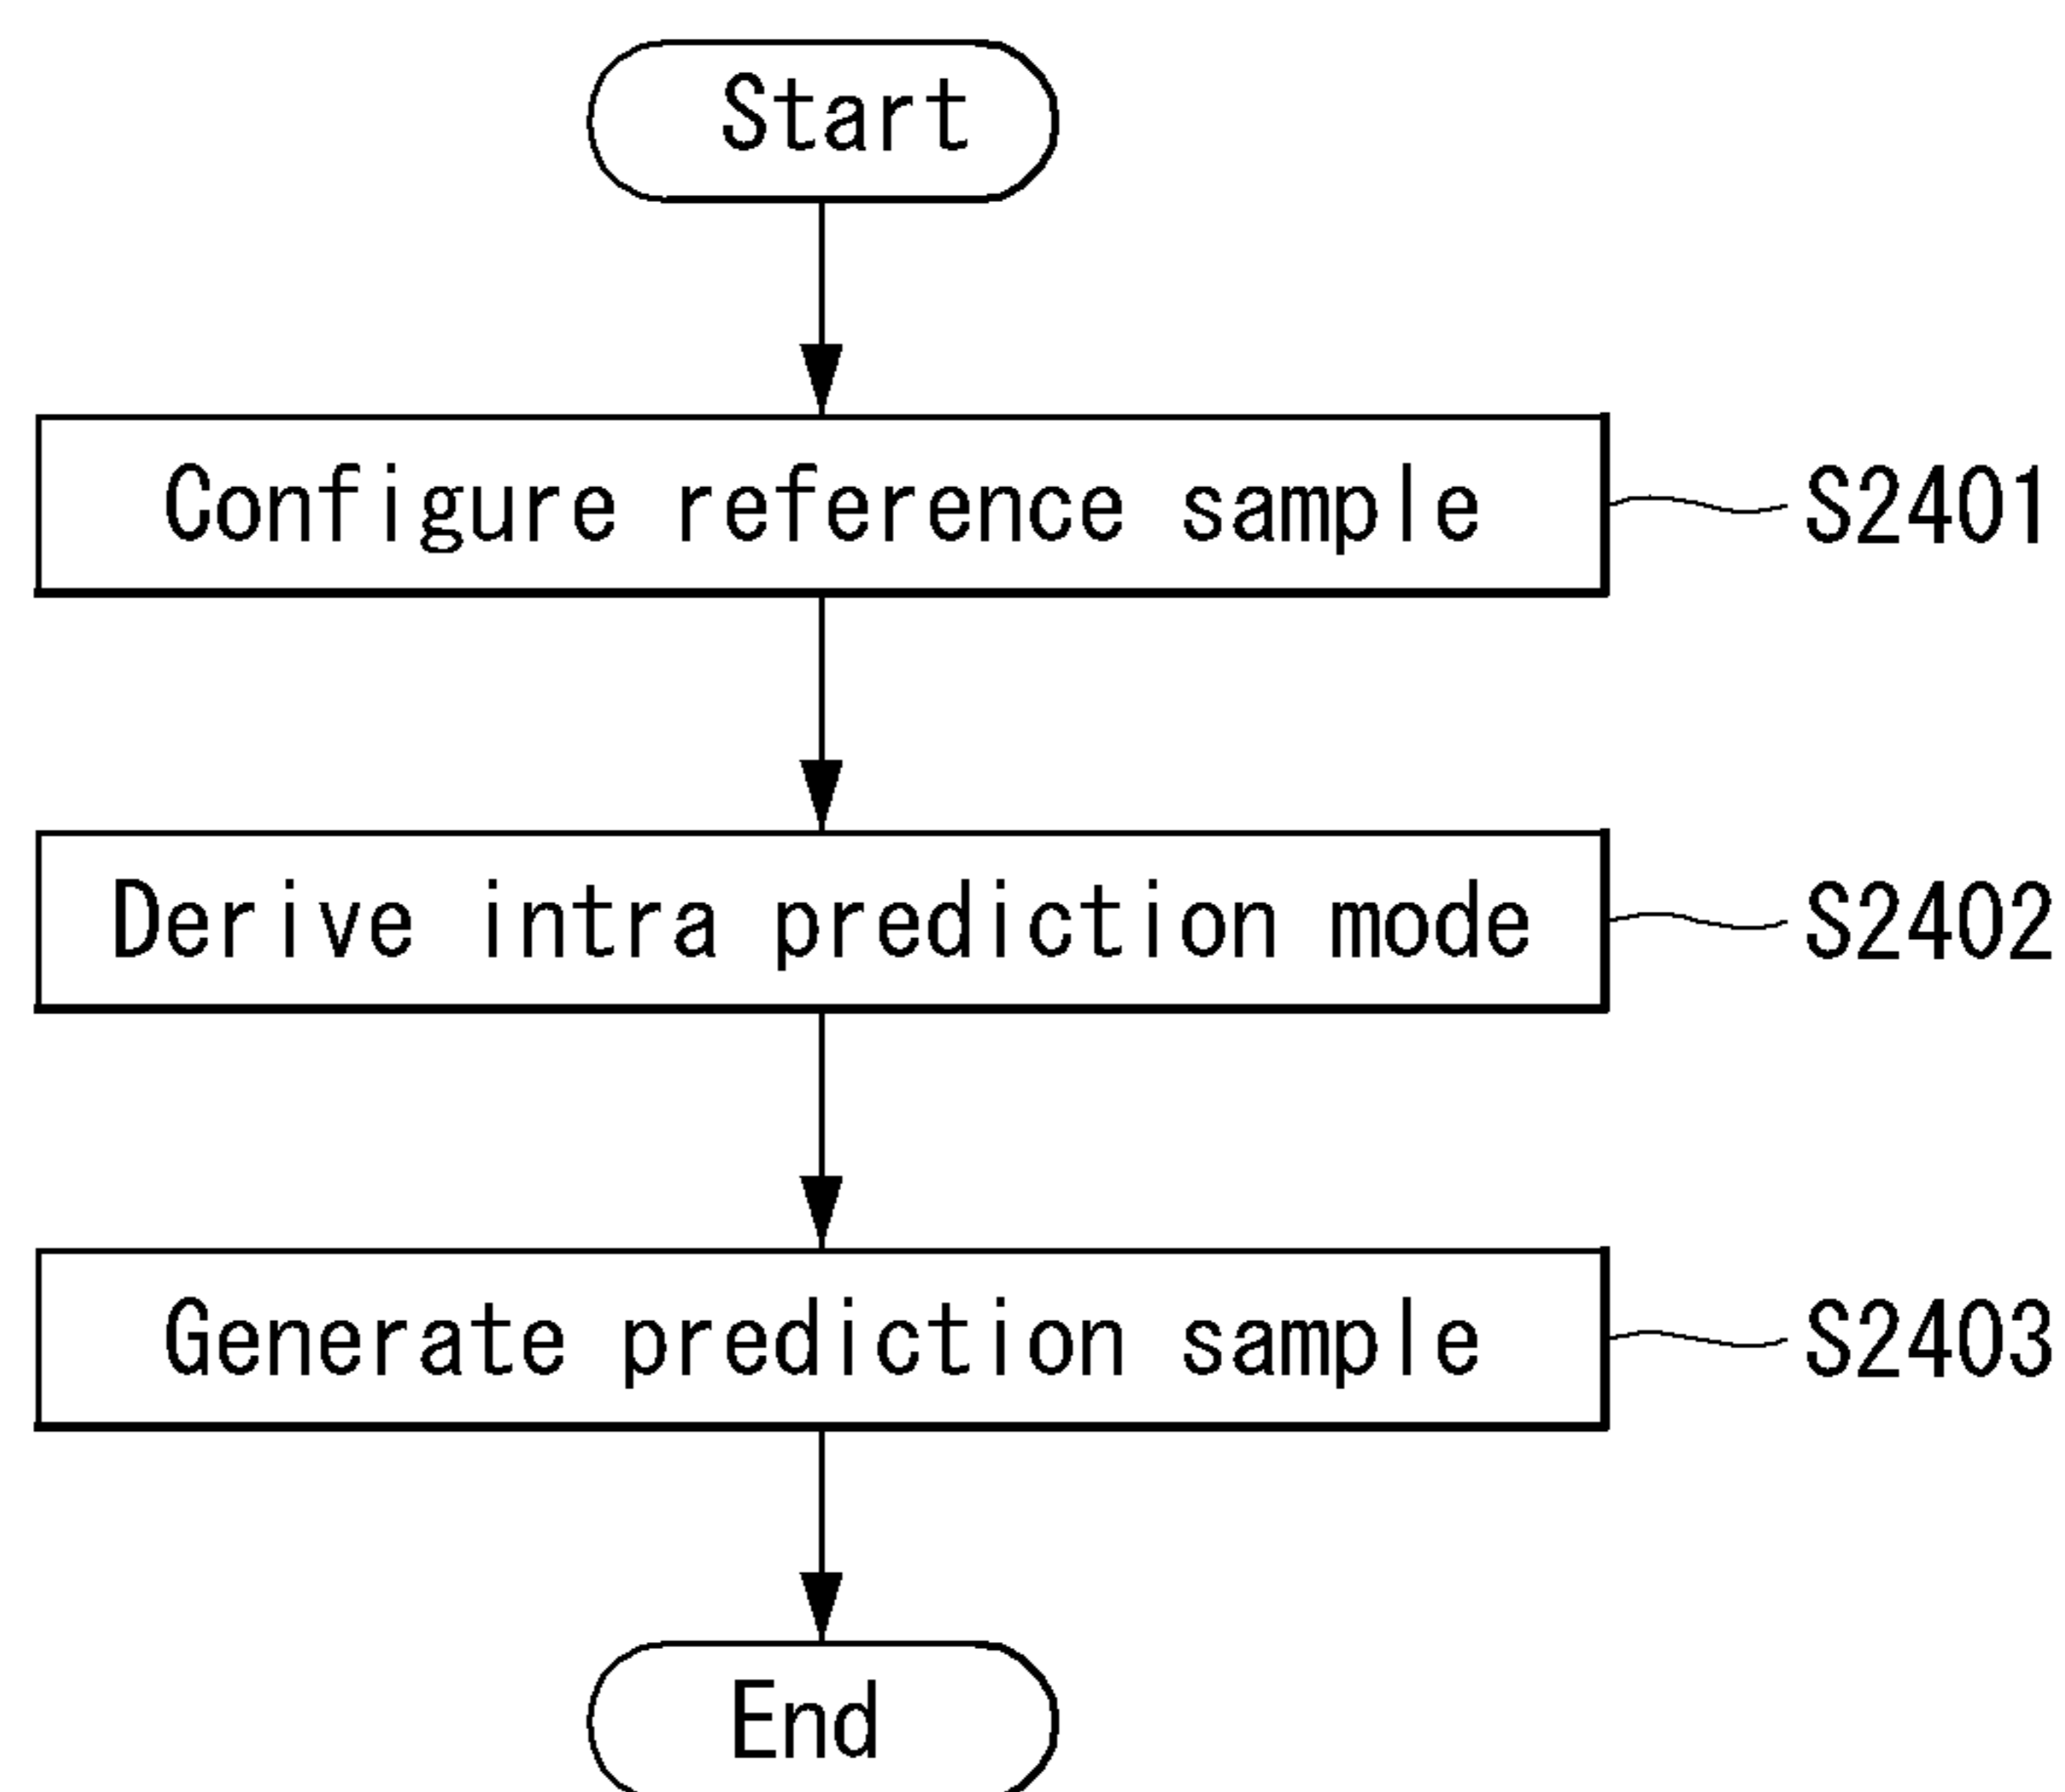 Start
Configure reference sample
S2401
Derive intra prediction mode
S2402
Generate prediction sample
S2403
End